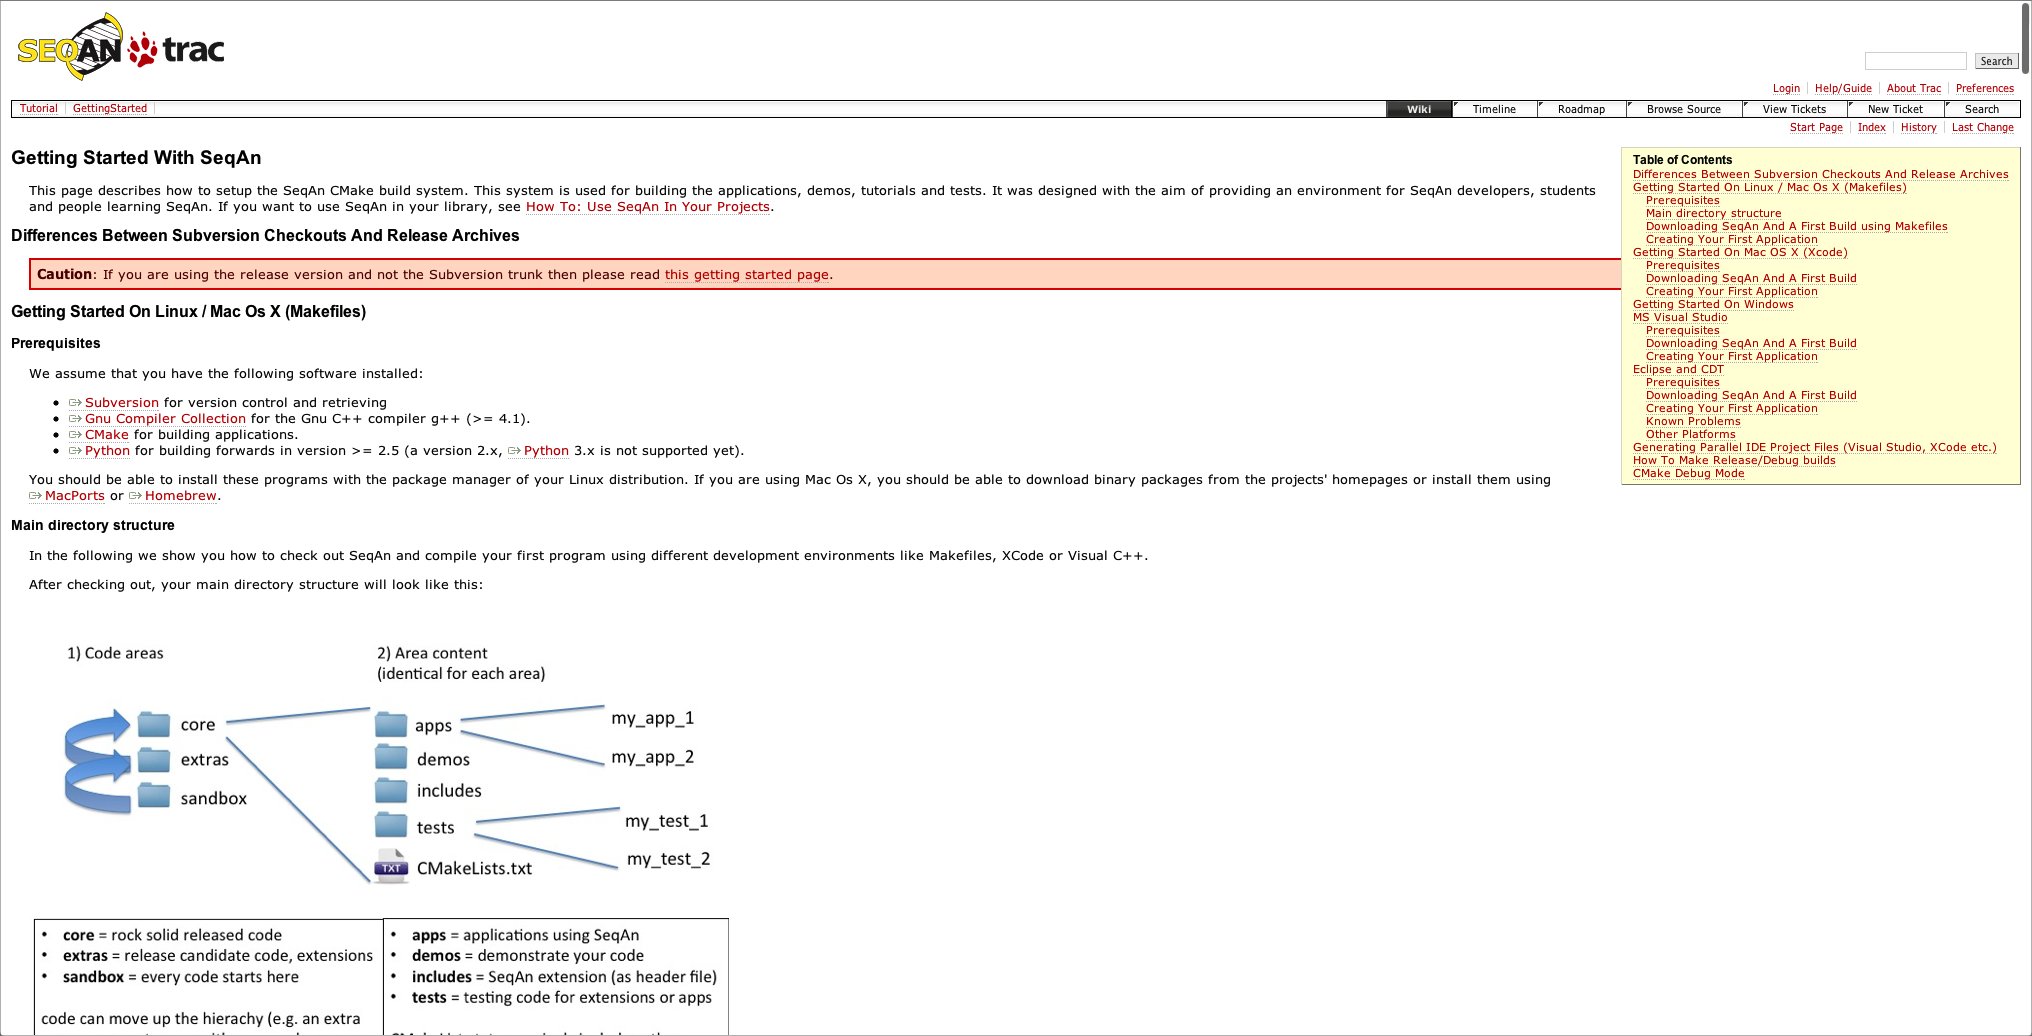 SEQAN trac
Search
Login Help/Guide About Trac Preferences
Tutorial GettingStarted Wiki Timeline Roadmap Browse Source View Tickets New Ticket Search
Start Page Index History Last Change
Getting Started With SeqAn
This page describes how to setup the SeqAn CMake build system. This system is used for building the applications, demos, tutorials and tests. It was designed with the aim of providing an environment for SeqAn developers, students
and people learning SeqAn. If you want to use SeqAn in your library, see How To: Use SeqAn In Your Projects.
Differences Between Subversion Checkouts And Release Archives
Caution: If you are using the release version and not the Subversion trunk then please read this getting started page.
Getting Started On Linux / Mac Os X (Makefiles)
Prerequisites
We assume that you have the following software installed:
• Subversion for version control and retrieving
• Gnu Compiler Collection for the Gnu C++ compiler g++ (>= 4.1).
• CMake for building applications.
• Python for building forwards in version >= 2.5 (a version 2.x, Python 3.x is not supported yet).
You should be able to install these programs with the package manager of your Linux distribution. If you are using Mac Os X, you should be able to download binary packages from the projects' homepages or install them using
MacPorts or Homebrew.
Main directory structure
In the following we show you how to check out SeqAn and compile your first program using different development environments like Makefiles, XCode or Visual C++.
After checking out, your main directory structure will look like this:
Table of Contents
Differences Between Subversion Checkouts And Release Archives
Getting Started On Linux / Mac Os X (Makefiles)
Prerequisites
Main directory structure
Downloading SeqAn And A First Build using Makefiles
Creating Your First Application
Getting Started On Mac OS X (Xcode)
Prerequisites
Downloading SeqAn And A First Build
Creating Your First Application
Getting Started On Windows
MS Visual Studio
Prerequisites
Downloading SeqAn And A First Build
Creating Your First Application
Eclipse and CDT
Prerequisites
Downloading SeqAn And A First Build
Creating Your First Application
Known Problems
Other Platforms
Generating Parallel IDE Project Files (Visual Studio, XCode etc.)
How To Make Release/Debug builds
CMake Debug Mode
1) Code areas
core
extras
sandbox
2) Area content
(identical for each area)
apps
demos
includes
tests
TXT CMakeLists.txt
my_app_1
my_app_2
my_test_1
my_test_2
• core = rock solid released code
• extras = release candidate code, extensions
• sandbox = every code starts here
code can move up the hierachy (e.g. an extra
• apps = applications using SeqAn
• demos = demonstrate your code
• includes = SeqAn extension (as header file)
• tests = testing code for extensions or apps